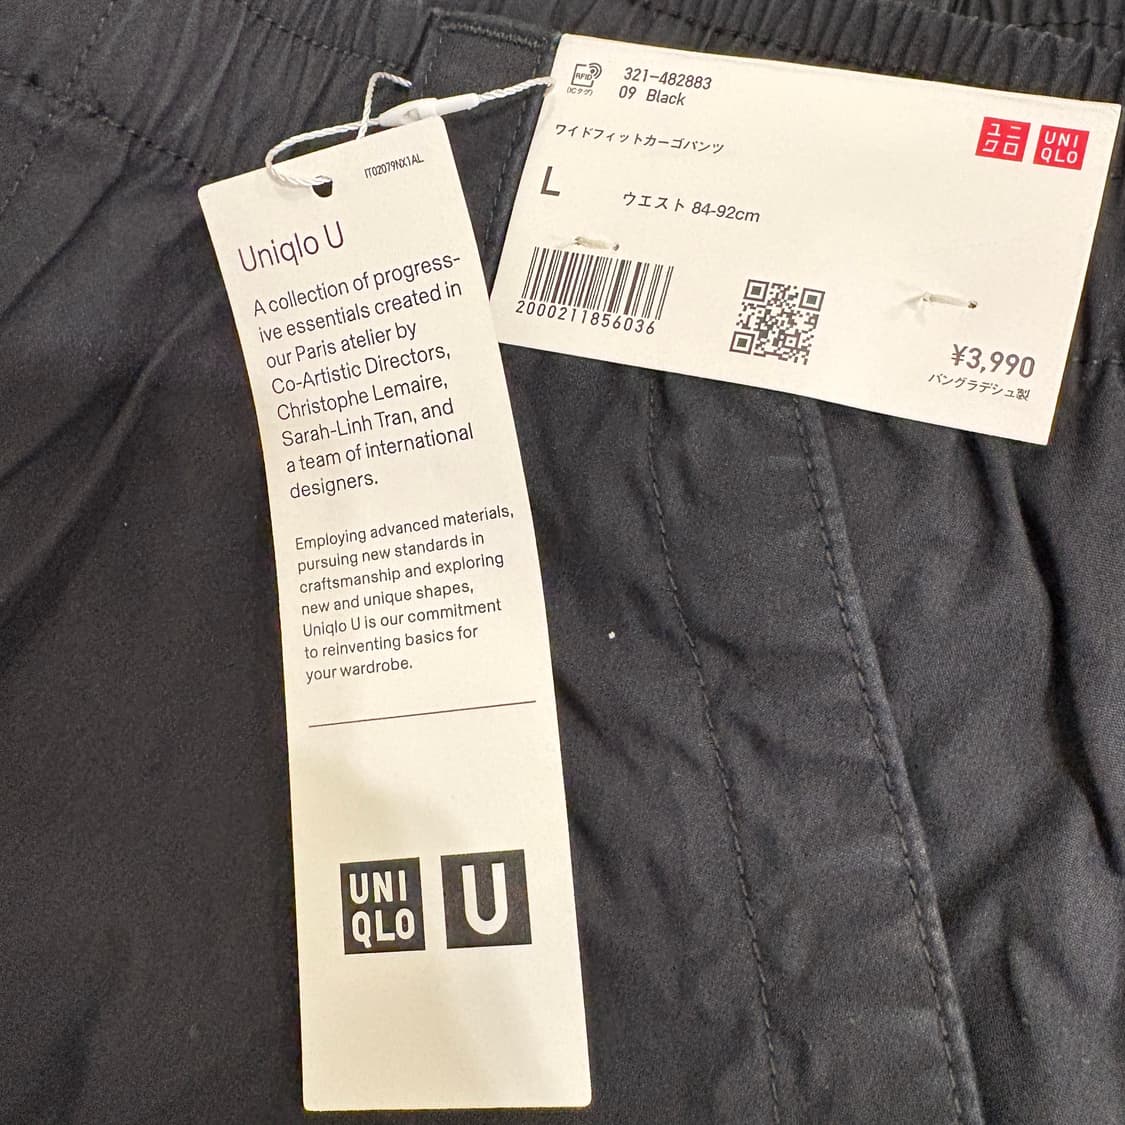 IT02079NX1AL
Uniqlo U
A collection of progress-
ive essentials created in
our Paris atelier by
Co-Artistic Directors,
Christophe Lemaire,
Sarah-Linh Tran, and
a team of international
designers.
Employing advanced materials,
pursuing new standards in
craftsmanship and exploring
new and unique shapes,
Uniqlo U is our commitment
to reinventing basics for
your wardrobe.
UNI
QLO
U
RFID
(ICタグ)
321-482883
09 Black
ユニ
クロ
UNI
QLO
ワイドフィットカーゴパンツ
L
ウエスト 84-92cm
2000211856036
¥3,990
バングラデシュ製